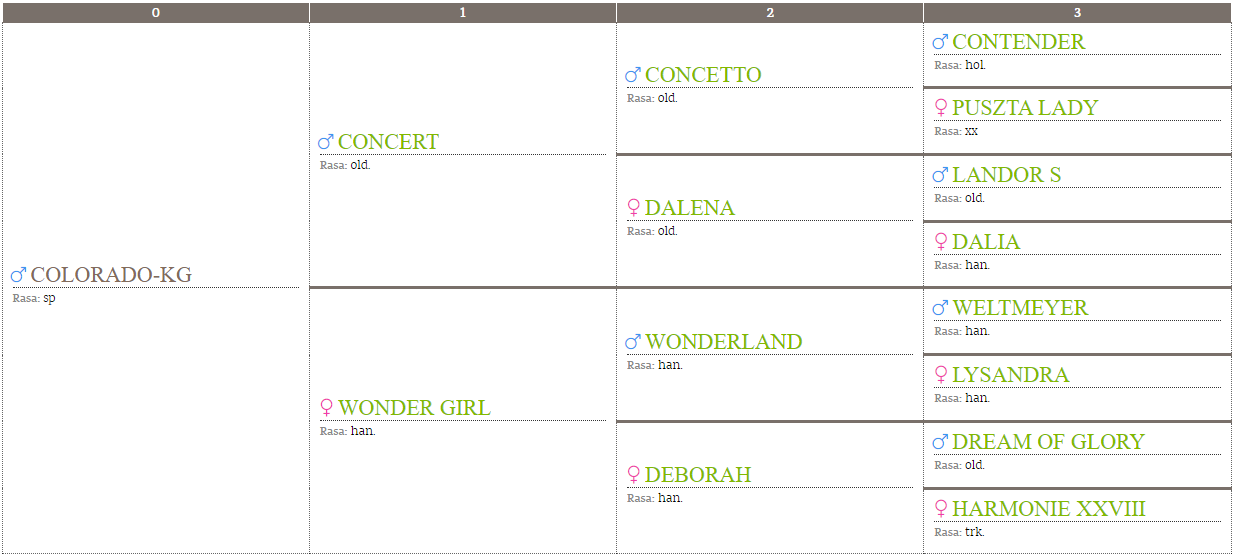 0
1
2
3
♂ COLORADO-KG
Rasa: sp
♂ CONCERT
Rasa: old.
♀ WONDER GIRL
Rasa: han.
♂ CONCETTO
Rasa: old.
♀ DALENA
Rasa: old.
♂ WONDERLAND
Rasa: han.
♀ DEBORAH
Rasa: han.
♂ CONTENDER
Rasa: hol.
♀ PUSZTA LADY
Rasa: xx
♂ LANDOR S
Rasa: old.
♀ DALIA
Rasa: han.
♂ WELTMEYER
Rasa: han.
♀ LYSANDRA
Rasa: han.
♂ DREAM OF GLORY
Rasa: old.
♀ HARMONIE XXVIII
Rasa: trk.